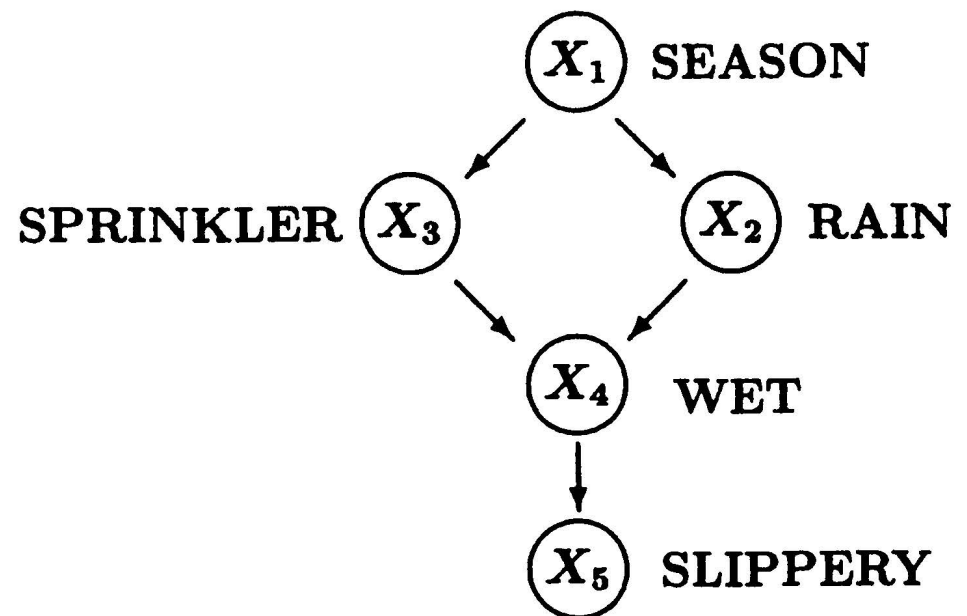 X₁ SEASON
SPRINKLER X₃ X₂ RAIN
X₄ WET
X₅ SLIPPERY